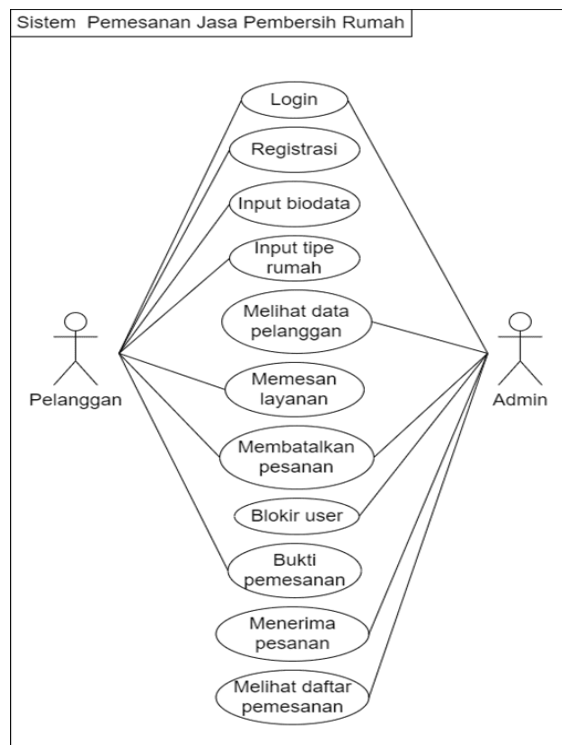 Sistem  Pemesanan Jasa Pembersih Rumah
Login
Registrasi
Input biodata
Input tipe
rumah
Melihat data
pelanggan
Pelanggan
Admin
Memesan
layanan
Membatalkan
pesanan
Blokir user
Bukti
pemesanan
Menerima
pesanan
Melihat daftar
pemesanan